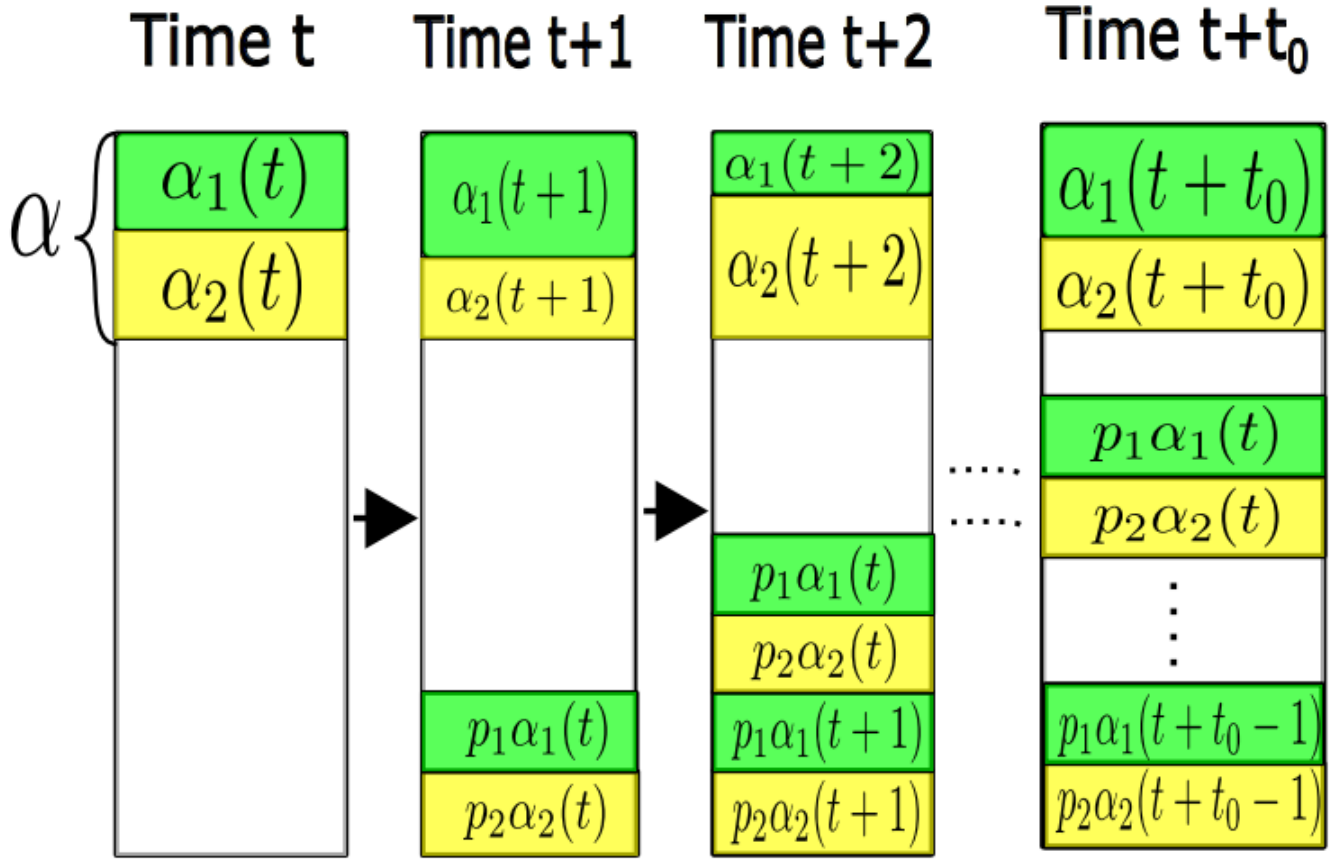 Time t
Time t+1
Time t+2
Time t+t₀
α
α₁(t)
α₂(t)
α₁(t+1)
α₂(t+1)
p₁α₁(t)
p₂α₂(t)
α₁(t+2)
α₂(t+2)
p₁α₁(t)
p₂α₂(t)
p₁α₁(t+1)
p₂α₂(t+1)
α₁(t+t₀)
α₂(t+t₀)
p₁α₁(t)
p₂α₂(t)
p₁α₁(t+t₀−1)
p₂α₂(t+t₀−1)